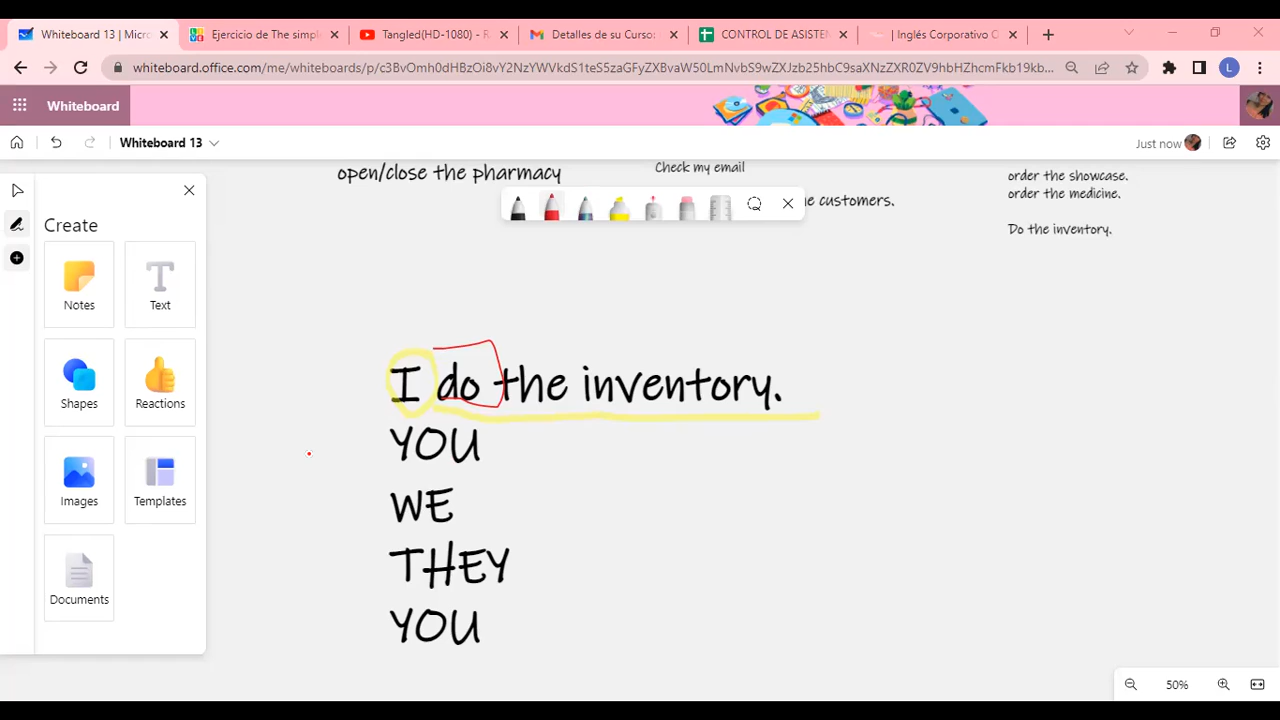 Whiteboard 13 | Micro
Ejercicio de The simpl
Tangled(HD-1080) - R
Detalles de su Curso:
CONTROL DE ASISTEN
| Inglés Corporativo O
whiteboard.office.com/me/whiteboards/p/
L
Whiteboard
Whiteboard 13
Just now
open/close the pharmacy
Check my email
e customers.
order the showcase.
order the medicine.
Do the inventory.
Create
Notes
Text
Shapes
Reactions
Images
Templates
Documents
I do the inventory.
YOU
WE
THEY
YOU
50%